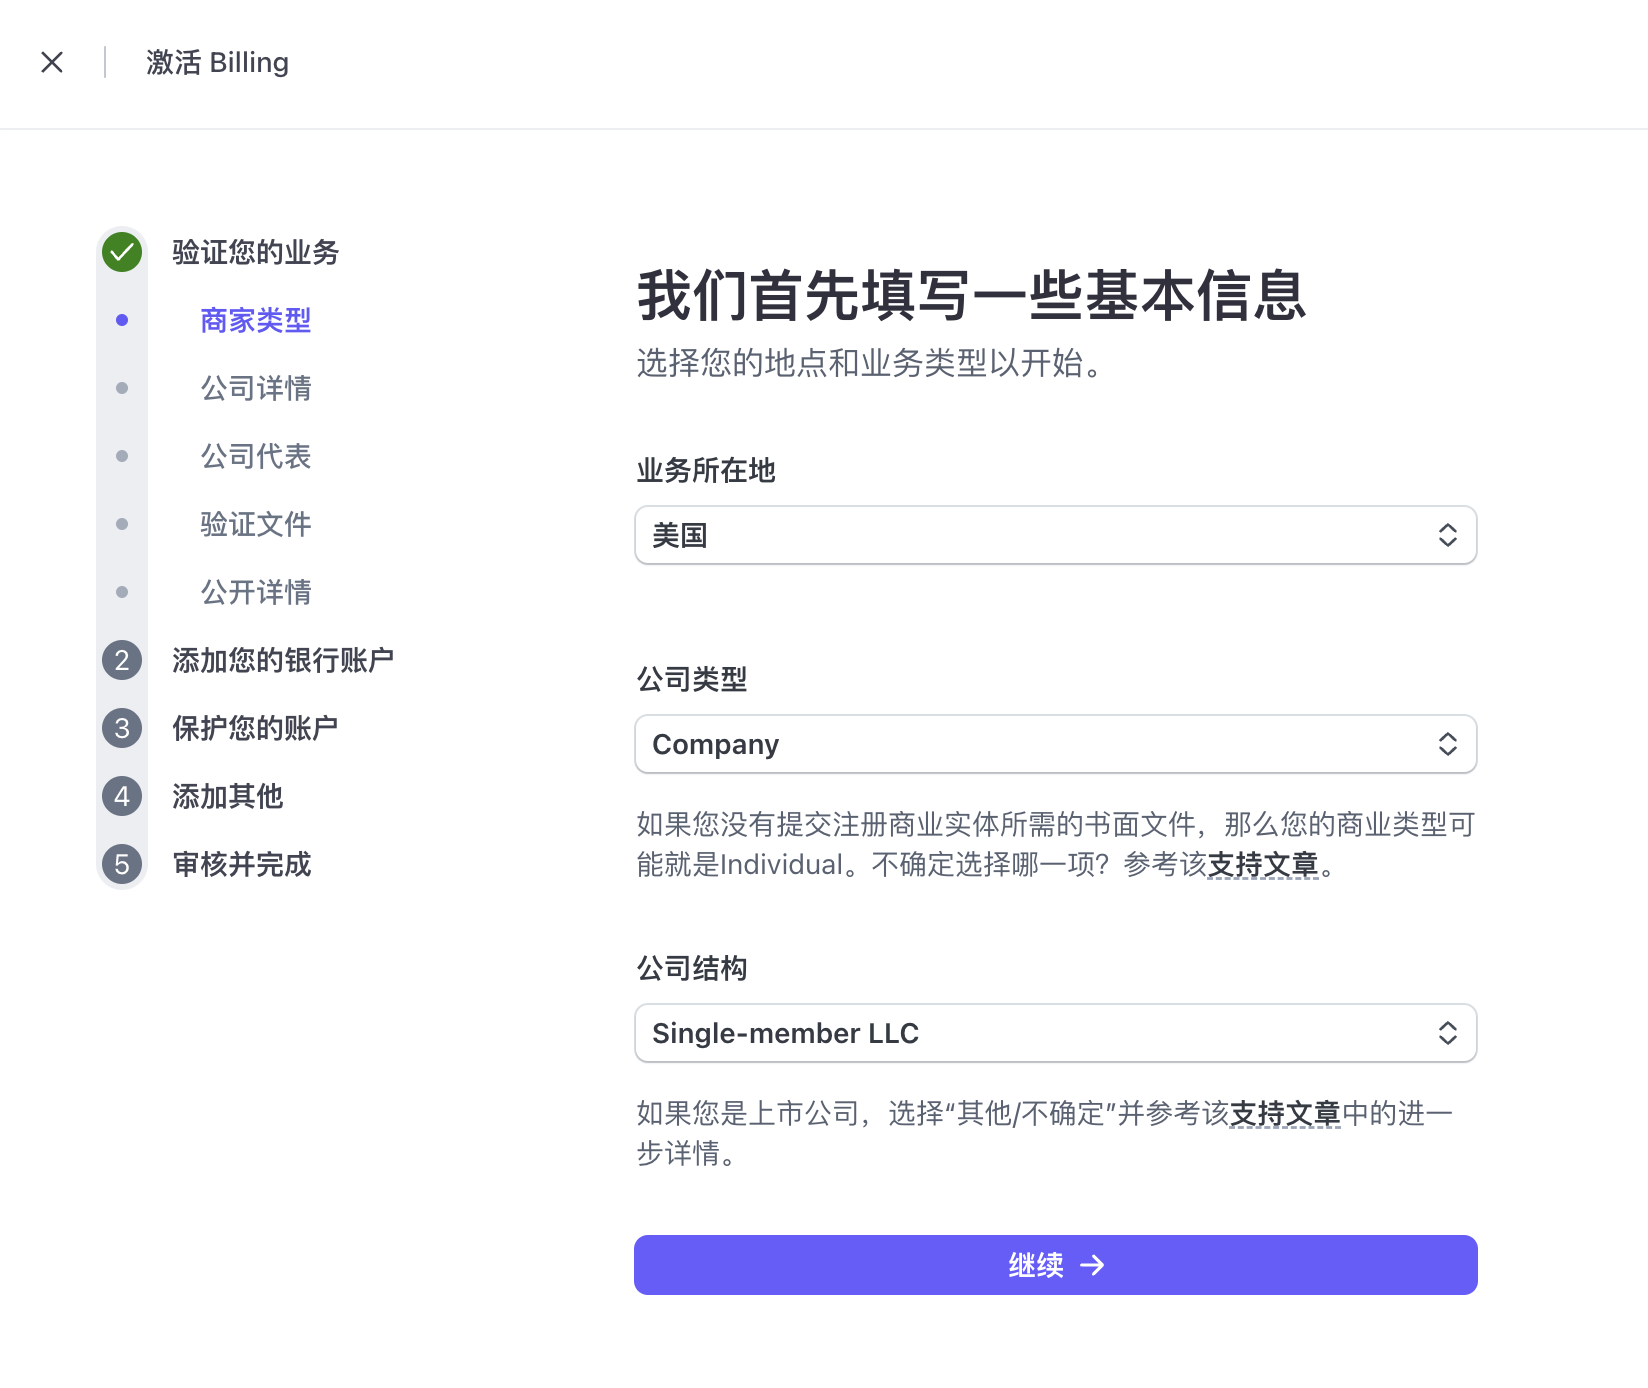 激活 Billing
验证您的业务
商家类型
公司详情
公司代表
验证文件
公开详情
2 添加您的银行账户
3 保护您的账户
4 添加其他
5 审核并完成
我们首先填写一些基本信息
选择您的地点和业务类型以开始。
业务所在地
美国
公司类型
Company
如果您没有提交注册商业实体所需的书面文件，那么您的商业类型可
能就是Individual。不确定选择哪一项？参考该支持文章。
公司结构
Single-member LLC
如果您是上市公司，选择“其他/不确定”并参考该支持文章中的进一
步详情。
继续 →